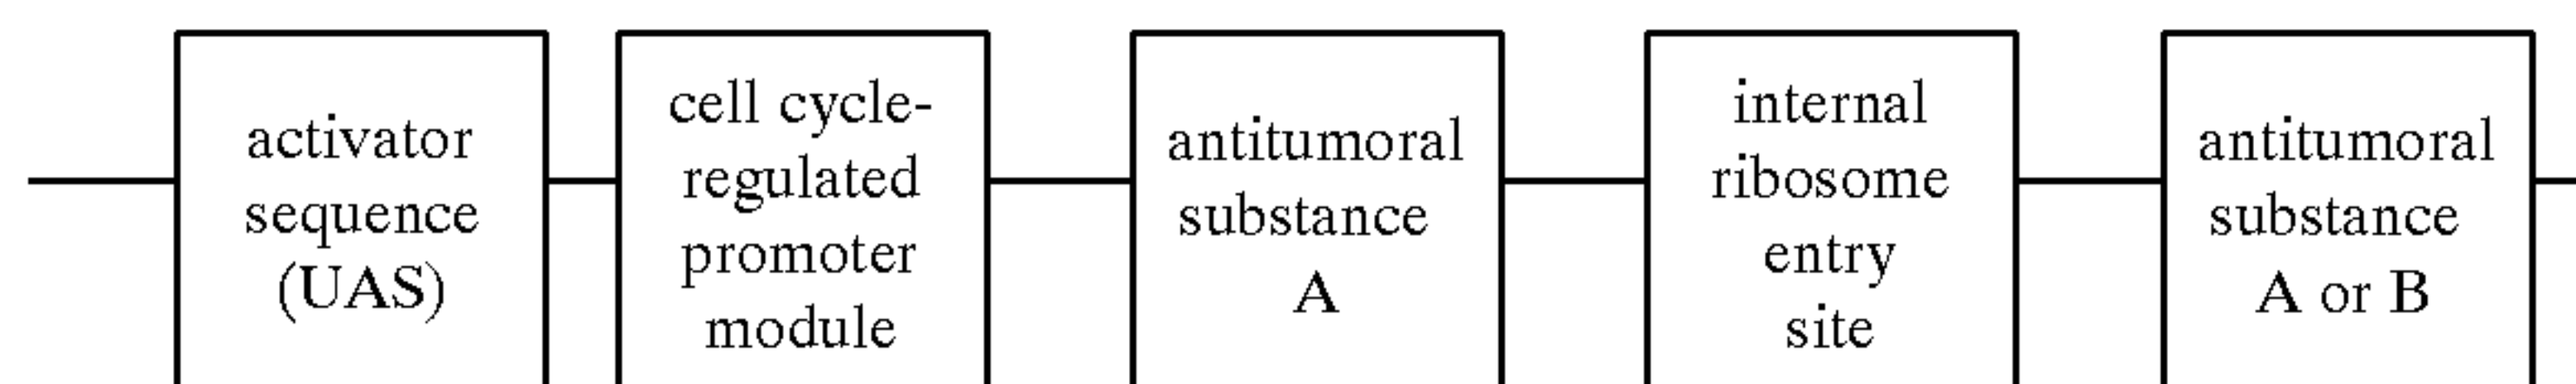 activator
sequence
(UAS)
cell cycle-
regulated
promoter
module
antitumoral
substance
A
internal
ribosome
entry
site
antitumoral
substance
A or B